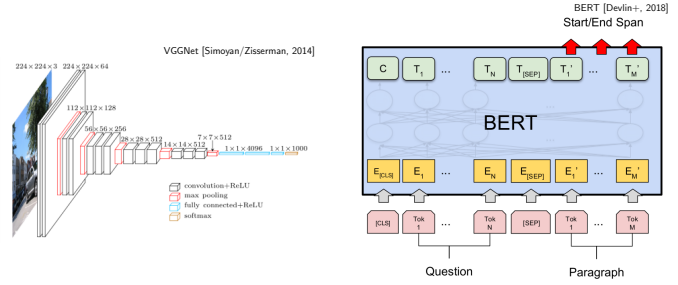 VGGNet [Simoyan/Zisserman, 2014]
224×224×3 224×224×64
112×112×128
56×56×256
28×28×512
14×14×512
7×7×512
1×1×4096 1×1×1000
convolution+ReLU
max pooling
fully connected+ReLU
softmax
BERT [Devlin+, 2018]
Start/End Span
C T1 ... TN T[SEP] T1' ... TM'
BERT
E[CLS] E1 ... EN E[SEP] E1' ... EM'
[CLS] Tok 1 ... Tok N [SEP] Tok 1 ... Tok M
Question Paragraph